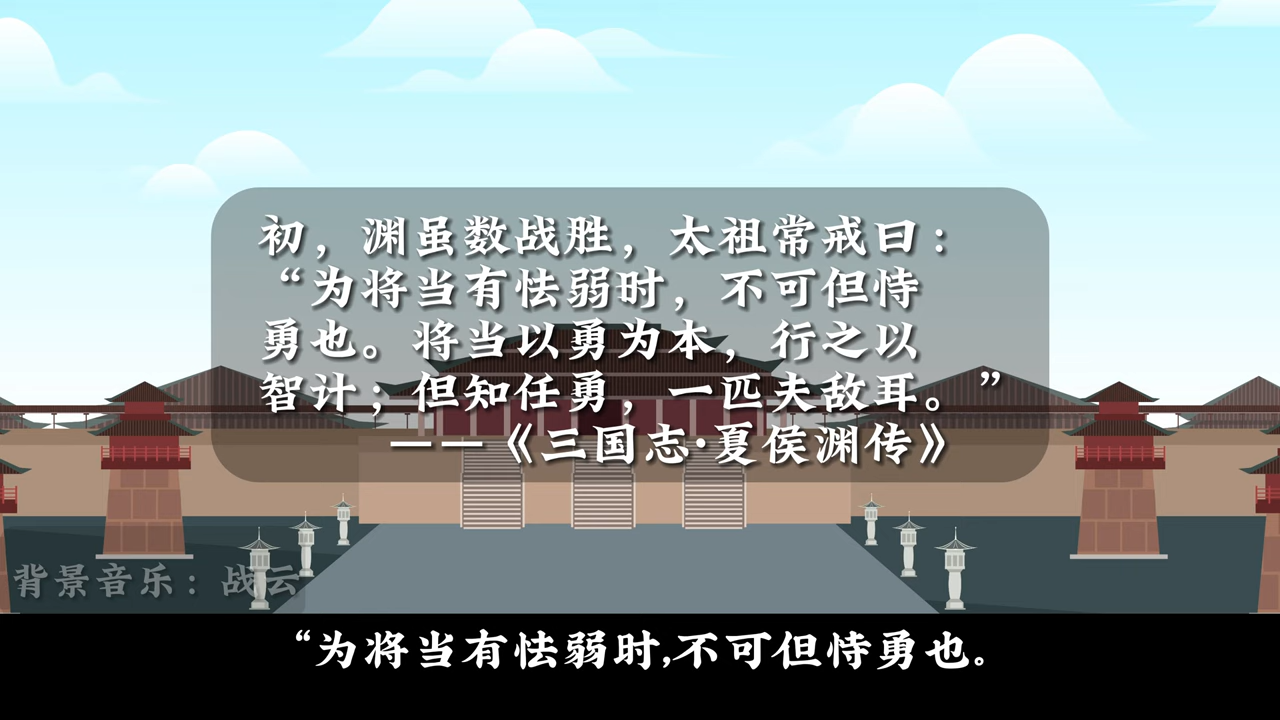 初，渊虽数战胜，太祖常戒曰：
“为将当有怯弱时，不可但恃
勇也。将当以勇为本，行之以
智计；但知任勇，一匹夫敌耳。”
——《三国志·夏侯渊传》
背景音乐：战云
“为将当有怯弱时,不可但恃勇也。